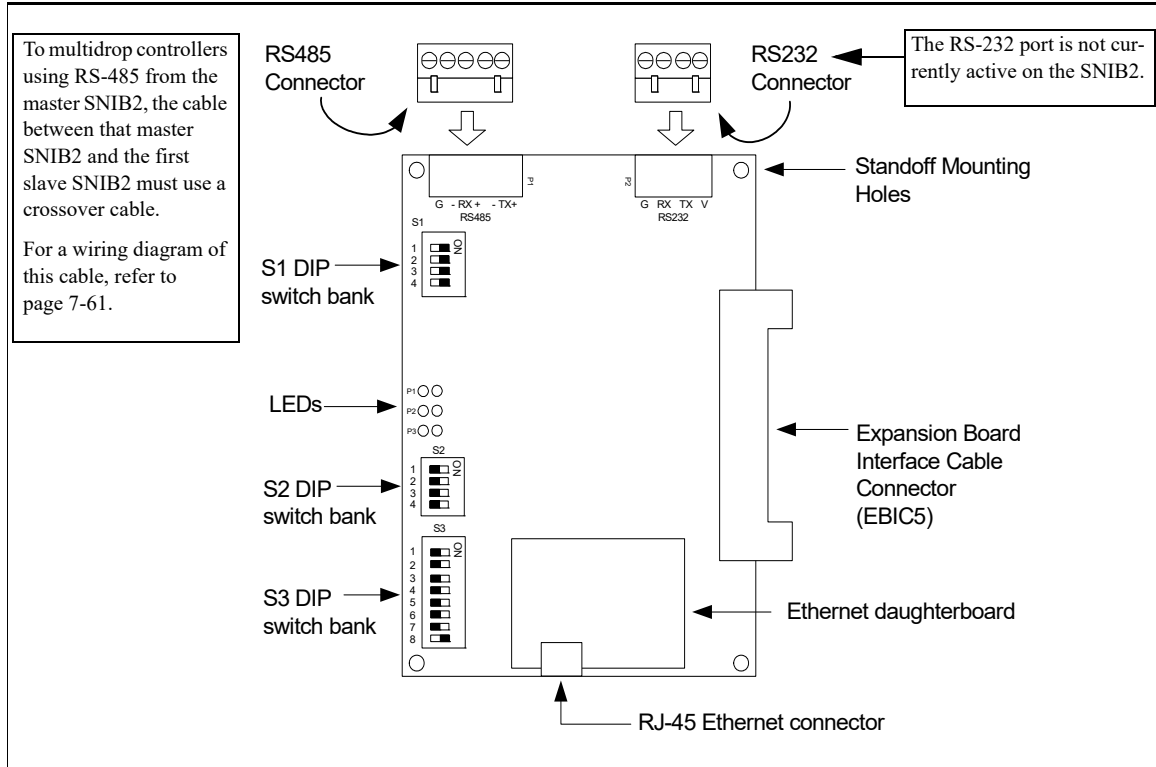 To multidrop controllers
using RS-485 from the
master SNIB2, the cable
between that master
SNIB2 and the first
slave SNIB2 must use a
crossover cable.
For a wiring diagram of
this cable, refer to
page 7-61.
RS485
Connector
RS232
Connector
The RS-232 port is not cur-
rently active on the SNIB2.
Standoff Mounting
Holes
P1
P2
G - RX + - TX+
RS485
G RX TX V
RS232
S1
ON
1
2
3
4
S1 DIP
switch bank
LEDs
P1
P2
P3
S2
ON
1
2
3
4
S2 DIP
switch bank
S3
ON
1
2
3
4
5
6
7
8
S3 DIP
switch bank
Expansion Board
Interface Cable
Connector
(EBIC5)
Ethernet daughterboard
RJ-45 Ethernet connector